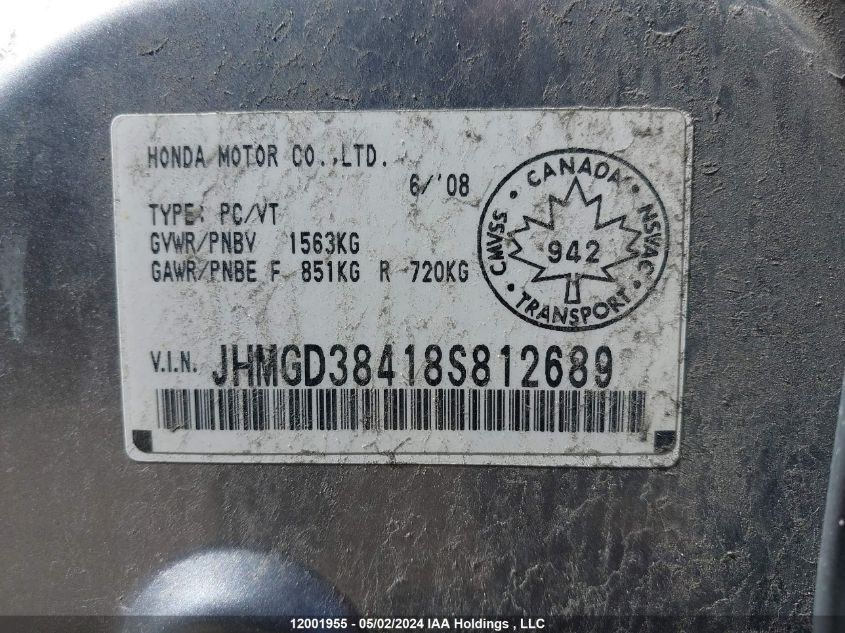 HONDA MOTOR CO.,LTD.
6/'08
TYPE: PC/VT
GVWR/PNBV 1563KG
GAWR/PNBE F 851KG R 720KG
CANADA
CMVSS 942 NSVAC
TRANSPORT
V.I.N. JHMGD38418S812689
12001955 - 05/02/2024 IAA Holdings , LLC